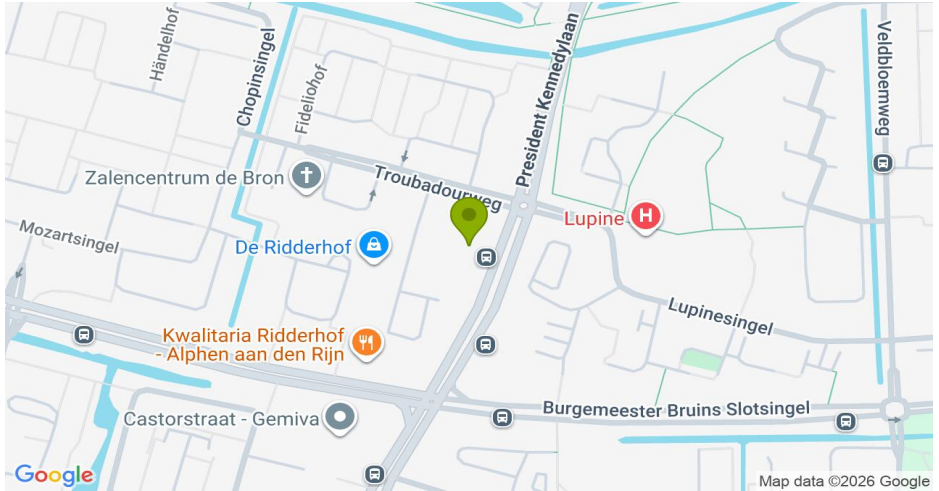 Händelhof
Chopinsingel
Fideliohof
President Kennedylaan
Veldbloemweg
Zalencentrum de Bron
Troubadourweg
Lupine
H
Mozartsingel
De Ridderhof
Lupinesingel
Kwalitaria Ridderhof
- Alphen aan den Rijn
Castorstraat - Gemiva
Burgemeester Bruins Slotsingel
Google
Map data ©2026 Google